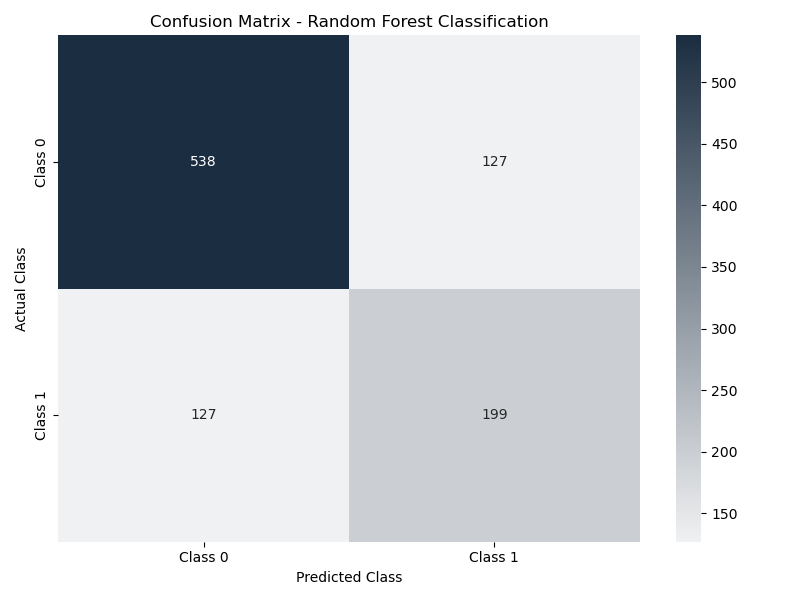 Confusion Matrix - Random Forest Classification
Actual Class
Class 0
538
127
Class 1
127
199
Class 0
Class 1
Predicted Class
500
450
400
350
300
250
200
150